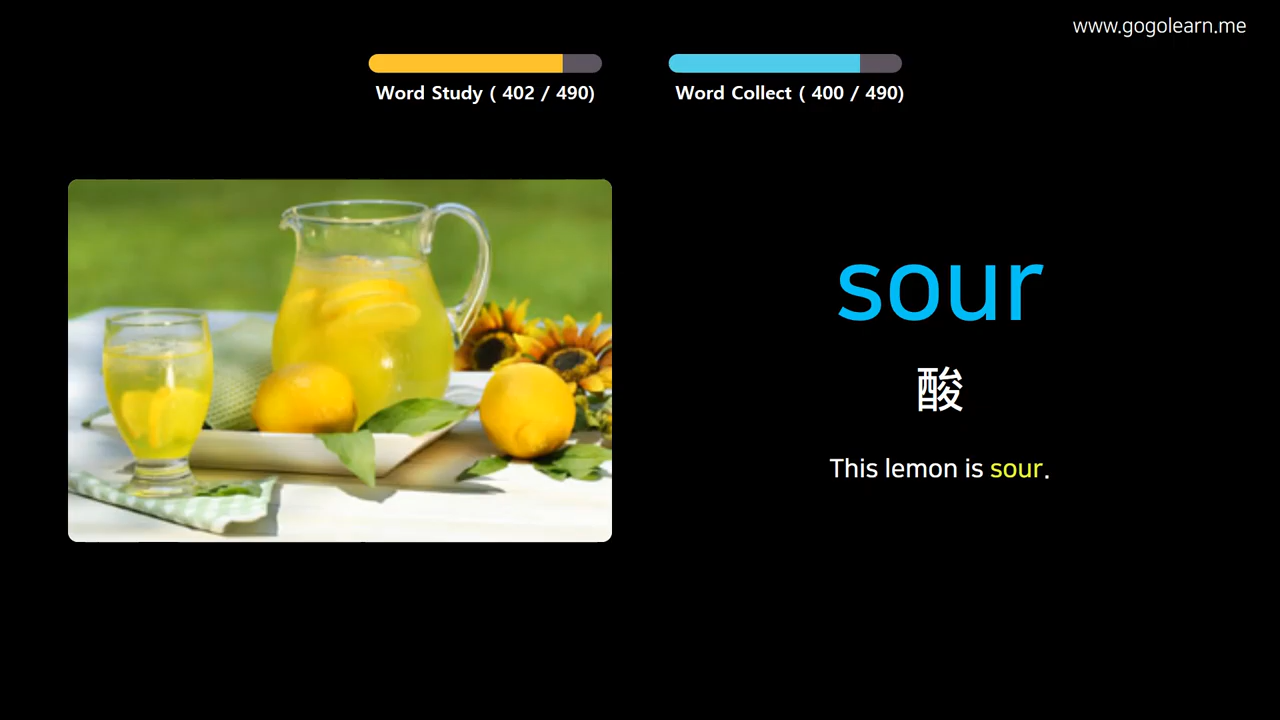 www.gogolearn.me
Word Study ( 402 / 490)
Word Collect ( 400 / 490)
sour
酸
This lemon is sour.